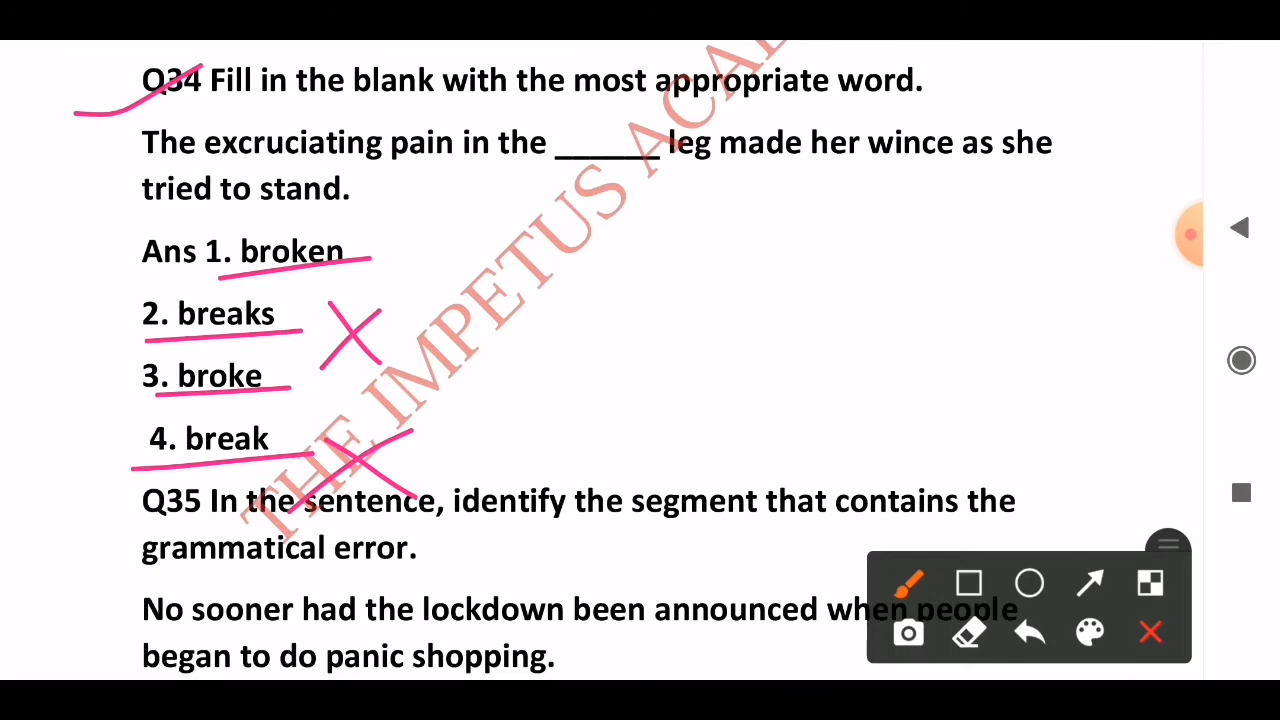 Q34 Fill in the blank with the most appropriate word.
The excruciating pain in the ______ leg made her wince as she
tried to stand.
Ans 1. broken
2. breaks
3. broke
4. break
Q35 In the sentence, identify the segment that contains the
grammatical error.
No sooner had the lockdown been announced when people
began to do panic shopping.
THE IMPETUS ACAD